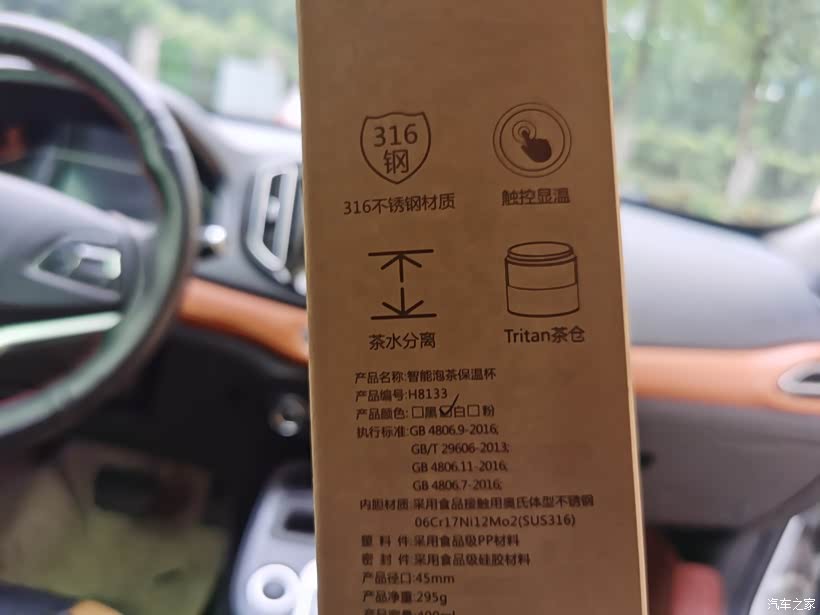 316
钢
316不锈钢材质
触控显温
茶水分离
Tritan茶仓
产品名称:智能泡茶保温杯
产品编号:H8133
产品颜色:□黑☑白□粉
执行标准:GB 4806.9-2016;
GB/T 29606-2013;
GB 4806.11-2016;
GB 4806.7-2016;
内胆材质:采用食品接触用奥氏体型不锈钢
06Cr17Ni12Mo2(SUS316)
塑 料 件:采用食品级PP材料
密 封 件:采用食品级硅胶材料
产品径口:45mm
产品净重:295g
汽车之家